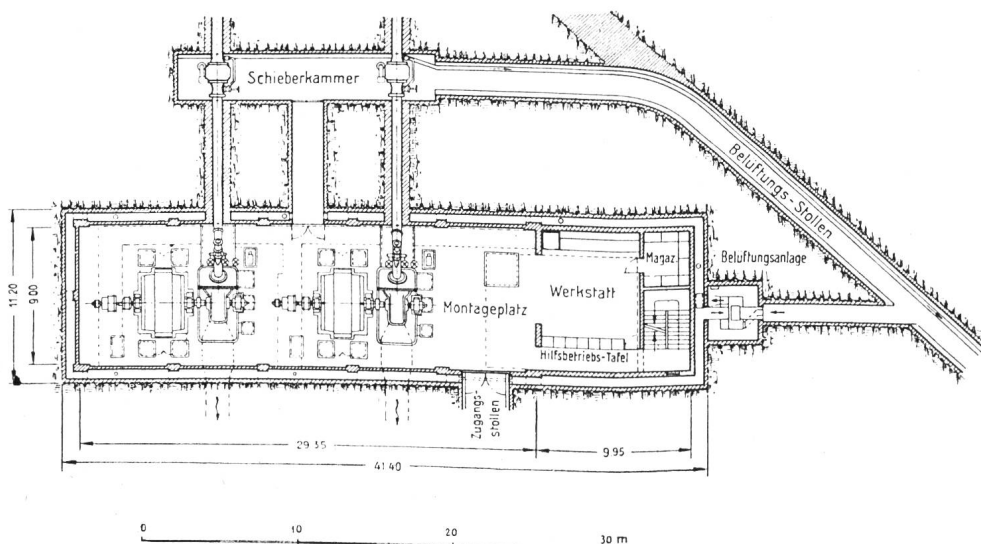 Schieberkammer
Beluftungs-Stollen
Magaz.
Beluftungsanlage
Werkstatt
Montageplatz
Hilfsbetriebs-Tafel
Zugangs-
stollen
11.20
9.00
29.35
9.95
41.40
0 10 20 30 m